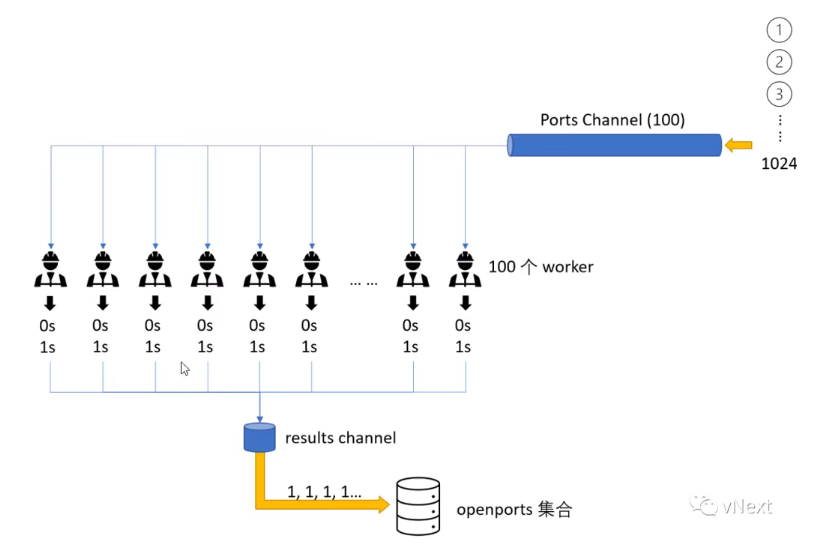 1
2
3
Ports Channel (100)
1024
100 个 worker
... ...
0s 0s 0s 0s 0s 0s 0s 0s
1s 1s 1s 1s 1s 1s 1s 1s
results channel
1, 1, 1, 1...
openports 集合
vNext